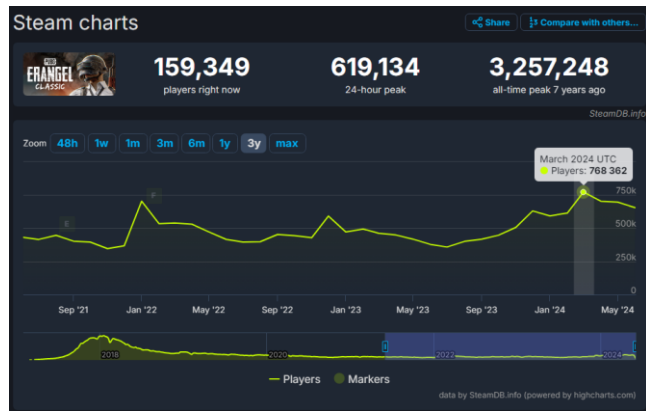 Steam charts
Share
Compare with others...
PUBG
ERANGEL
CLASSIC
159,349
players right now
619,134
24-hour peak
3,257,248
all-time peak 7 years ago
SteamDB.info
Zoom 48h 1w 1m 3m 6m 1y 3y max
March 2024 UTC
Players: 768 362
750k
500k
250k
0
Sep '21 Jan '22 May '22 Sep '22 Jan '23 May '23 Sep '23 Jan '24 May '24
2018 2020 2022 2024
Players Markers
data by SteamDB.info (powered by highcharts.com)